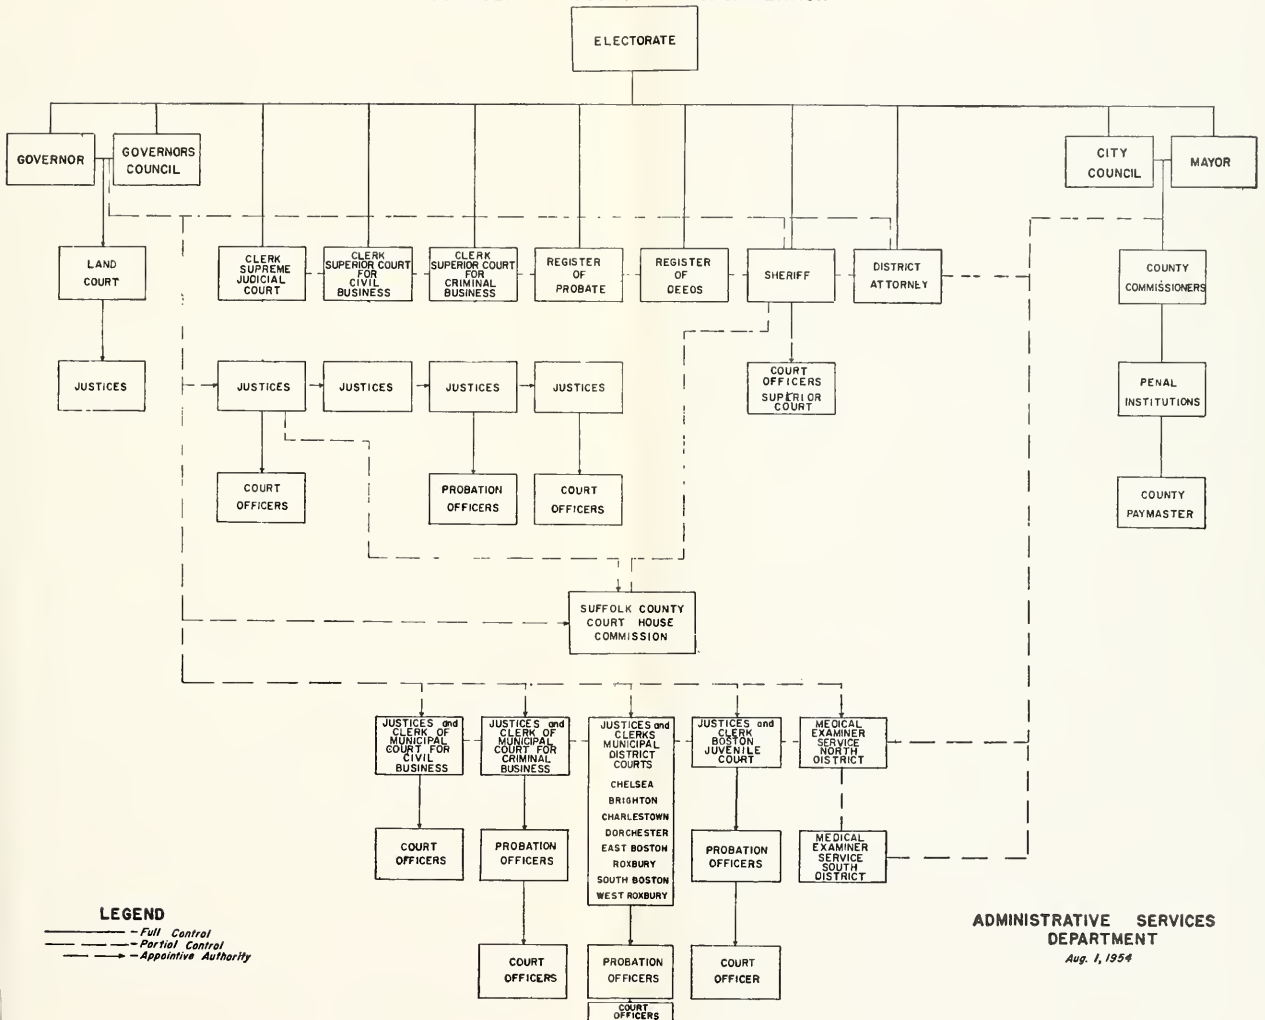 ELECTORATE
GOVERNOR
GOVERNORS
COUNCIL
CITY
COUNCIL
MAYOR
LAND
COURT
CLERK
SUPREME
JUDICIAL
COURT
CLERK
SUPERIOR COURT
FOR
CIVIL
BUSINESS
CLERK
SUPERIOR COURT
FOR
CRIMINAL
BUSINESS
REGISTER
OF
PROBATE
REGISTER
OF
DEEDS
SHERIFF
DISTRICT
ATTORNEY
COUNTY
COMMISSIONERS
JUSTICES
JUSTICES
JUSTICES
JUSTICES
JUSTICES
COURT
OFFICERS
SUPERIOR
COURT
PENAL
INSTITUTIONS
COURT
OFFICERS
PROBATION
OFFICERS
COURT
OFFICERS
COUNTY
PAYMASTER
SUFFOLK COUNTY
COURT HOUSE
COMMISSION
JUSTICES and
CLERK OF
MUNICIPAL
COURT FOR
CIVIL
BUSINESS
JUSTICES and
CLERK OF
MUNICIPAL
COURT FOR
CRIMINAL
BUSINESS
JUSTICES and
CLERKS
MUNICIPAL
DISTRICT
COURTS
CHELSEA
BRIGHTON
CHARLESTOWN
DORCHESTER
EAST BOSTON
ROXBURY
SOUTH BOSTON
WEST ROXBURY
JUSTICES and
CLERK
BOSTON
JUVENILE
COURT
MEDICAL
EXAMINER
SERVICE
NORTH
DISTRICT
COURT
OFFICERS
PROBATION
OFFICERS
PROBATION
OFFICERS
MEDICAL
EXAMINER
SERVICE
SOUTH
DISTRICT
COURT
OFFICERS
PROBATION
OFFICERS
COURT
OFFICER
COURT
OFFICERS
LEGEND
- Full Control
- Partial Control
- Appointive Authority
ADMINISTRATIVE SERVICES
DEPARTMENT
Aug. 1, 1954